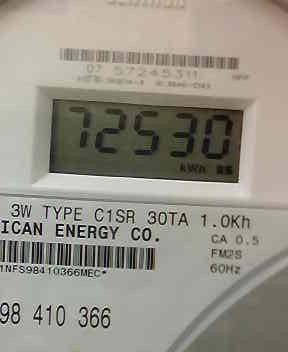 07 57245311
72530
kWh
3W TYPE C1SR 30TA 1.0Kh
ICAN ENERGY CO.
CA 0.5
FM2S
60Hz
1NFS98410366MEC*
98 410 366